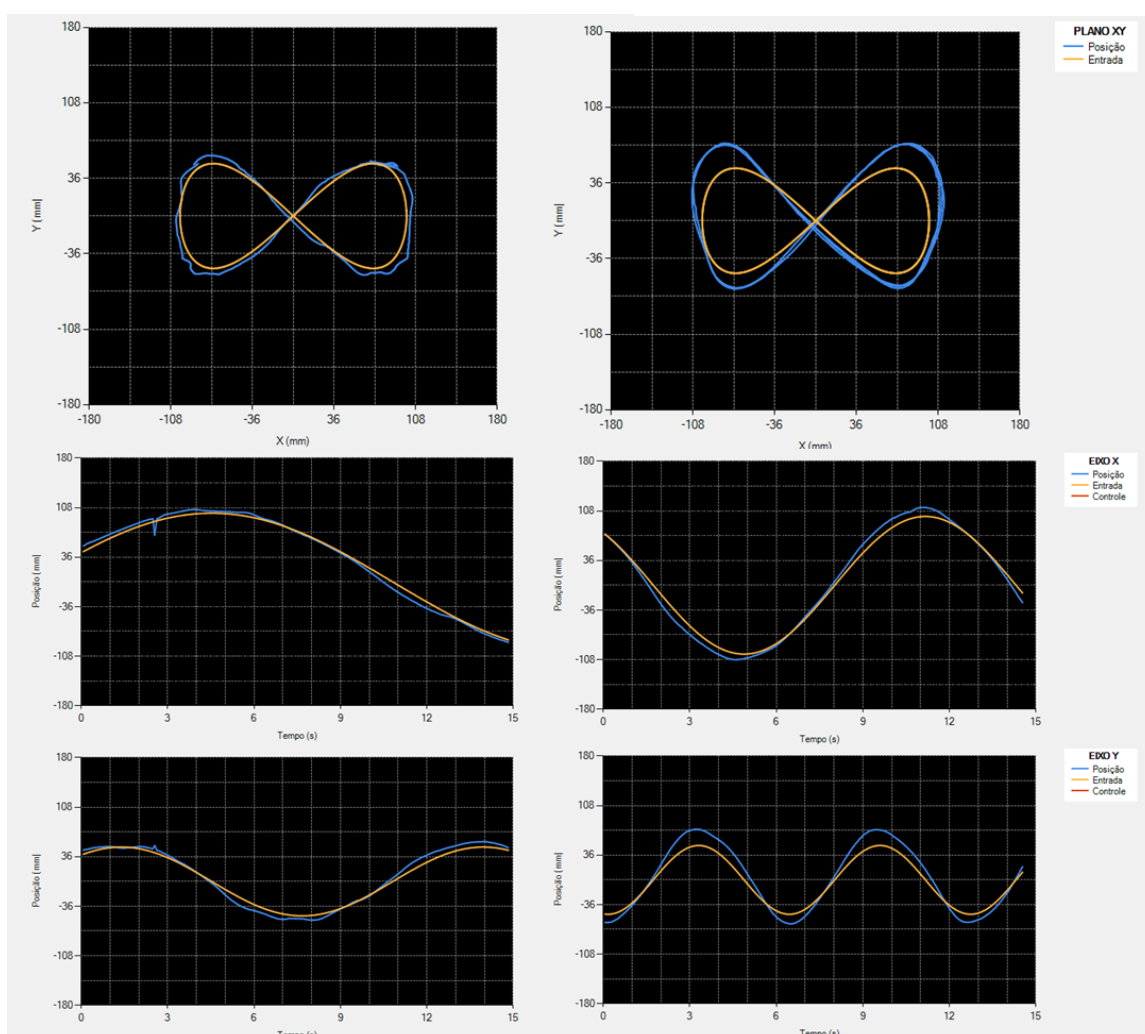 180
108
36
-36
-108
-180
Y (mm)
-180 -108 -36 36 108 180
X (mm)
180
108
36
-36
-108
-180
Y (mm)
-180 -108 -36 36 108 180
X (mm)
PLANO XY
Posição
Entrada
180
108
36
-36
-108
-180
Posição (mm)
0 3 6 9 12 15
Tempo (s)
180
108
36
-36
-108
-180
Posição (mm)
0 3 6 9 12 15
Tempo (s)
EIXO X
Posição
Entrada
Controle
180
108
36
-36
-108
-180
Posição (mm)
0 3 6 9 12 15
Tempo (s)
180
108
36
-36
-108
-180
Posição (mm)
0 3 6 9 12 15
Tempo (s)
EIXO Y
Posição
Entrada
Controle